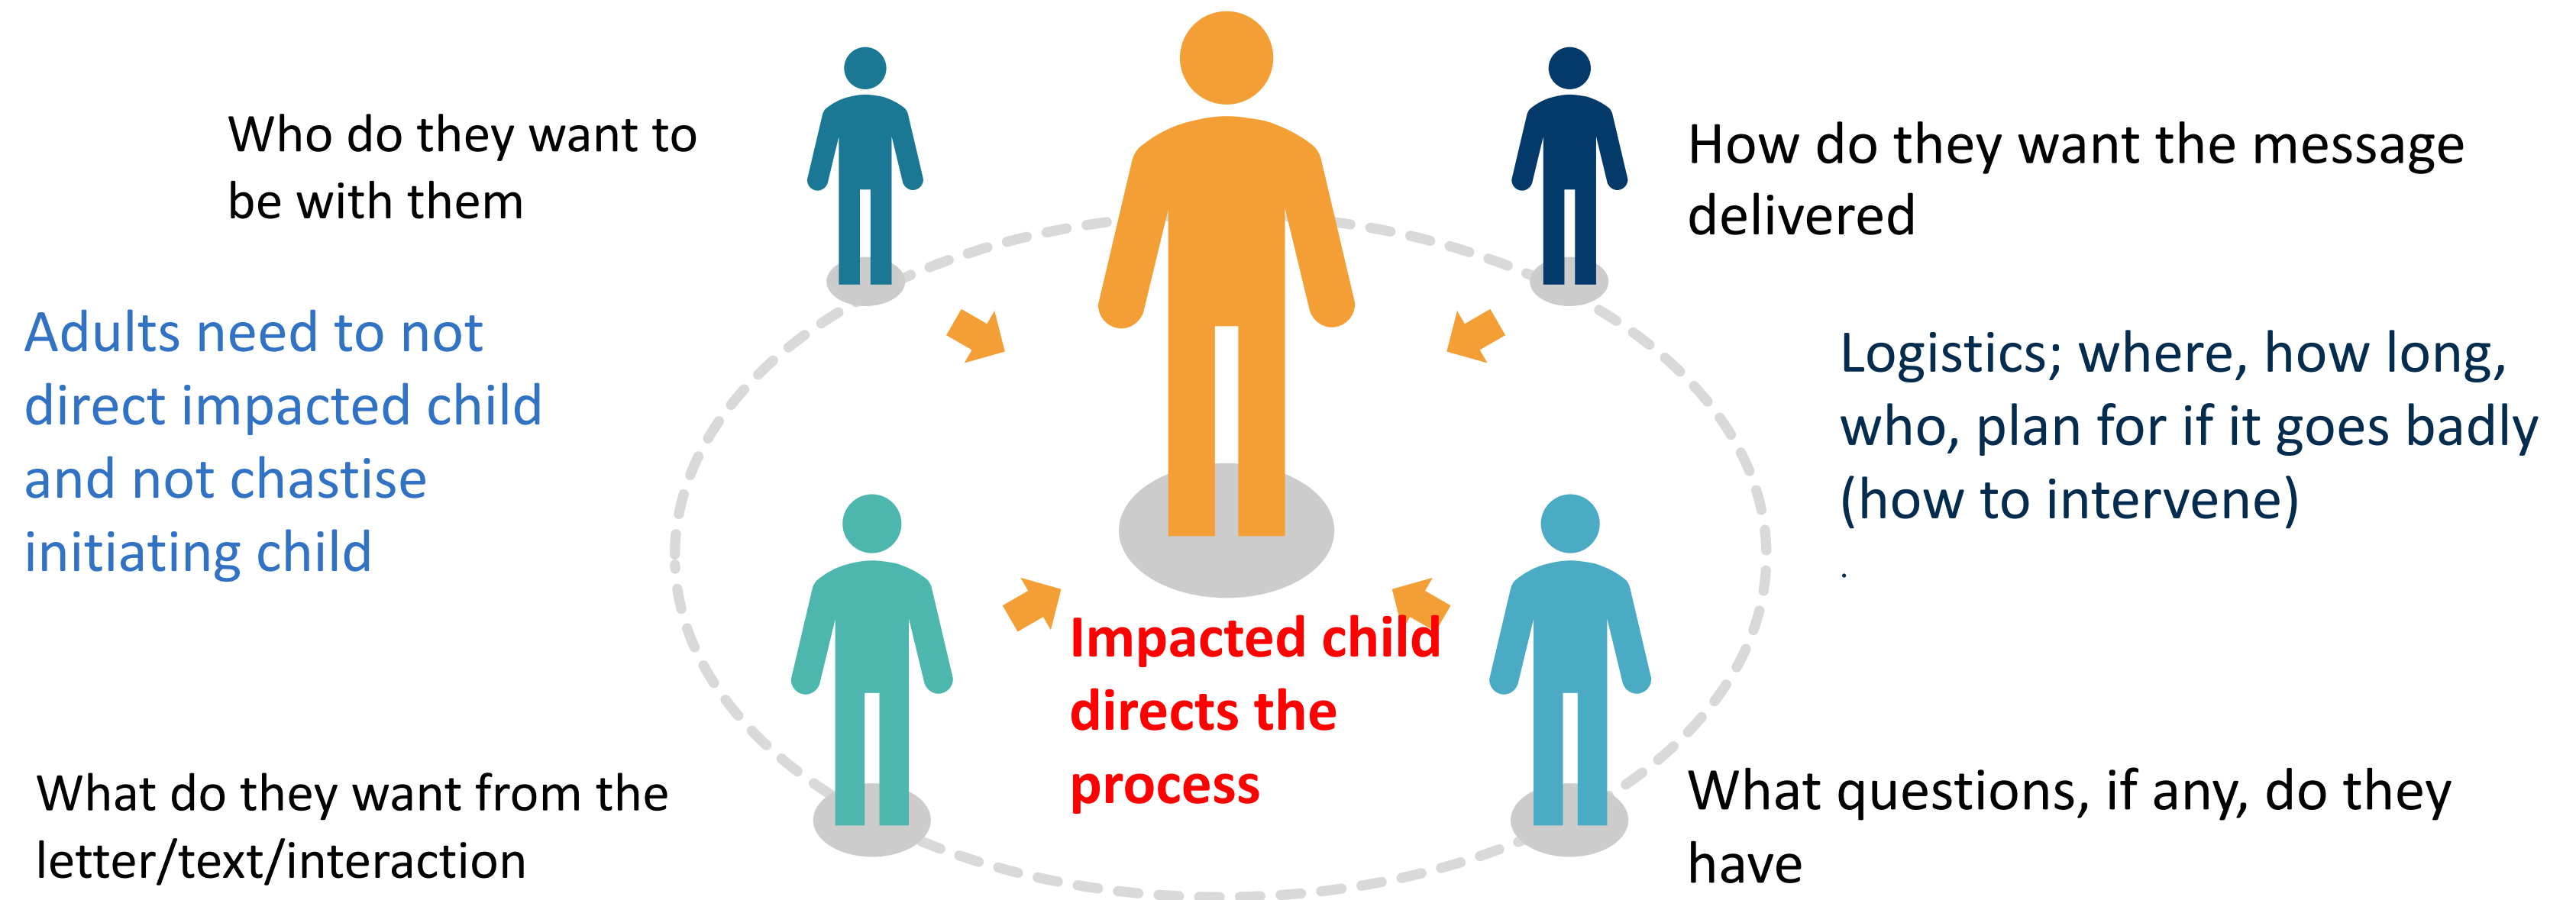 Who do they want to
be with them
How do they want the message
delivered
Adults need to not
direct impacted child
and not chastise
initiating child
Logistics; where, how long,
who, plan for if it goes badly
(how to intervene)
.
Impacted child
directs the
process
What do they want from the
letter/text/interaction
What questions, if any, do they
have